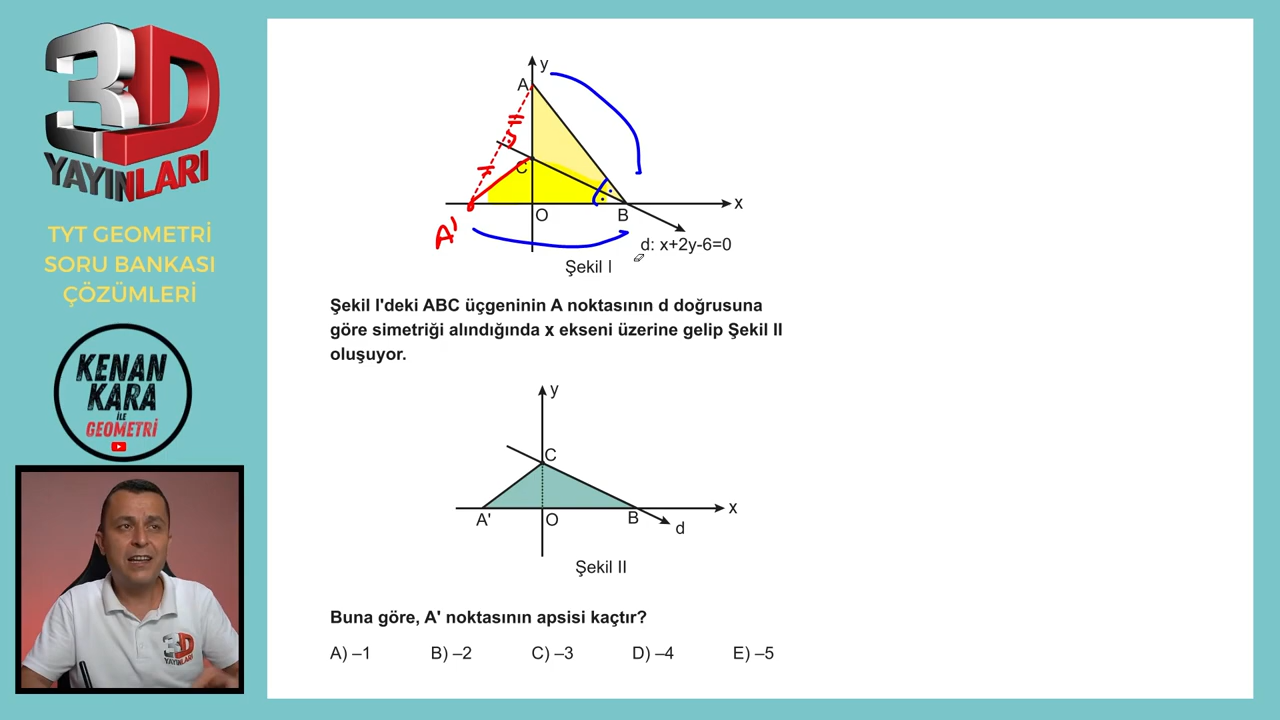 3D
YAYINLARI
TYT GEOMETRİ
SORU BANKASI
ÇÖZÜMLERİ
KENAN
KARA
İLE
GEOMETRİ
3D
YAYINLARI
y
A
C
A'
O
B
x
d: x+2y-6=0
Şekil I
Şekil I'deki ABC üçgeninin A noktasının d doğrusuna
göre simetriği alındığında x ekseni üzerine gelip Şekil II
oluşuyor.
y
C
A'
O
B
x
d
Şekil II
Buna göre, A' noktasının apsisi kaçtır?
A) –1 B) –2 C) –3 D) –4 E) –5